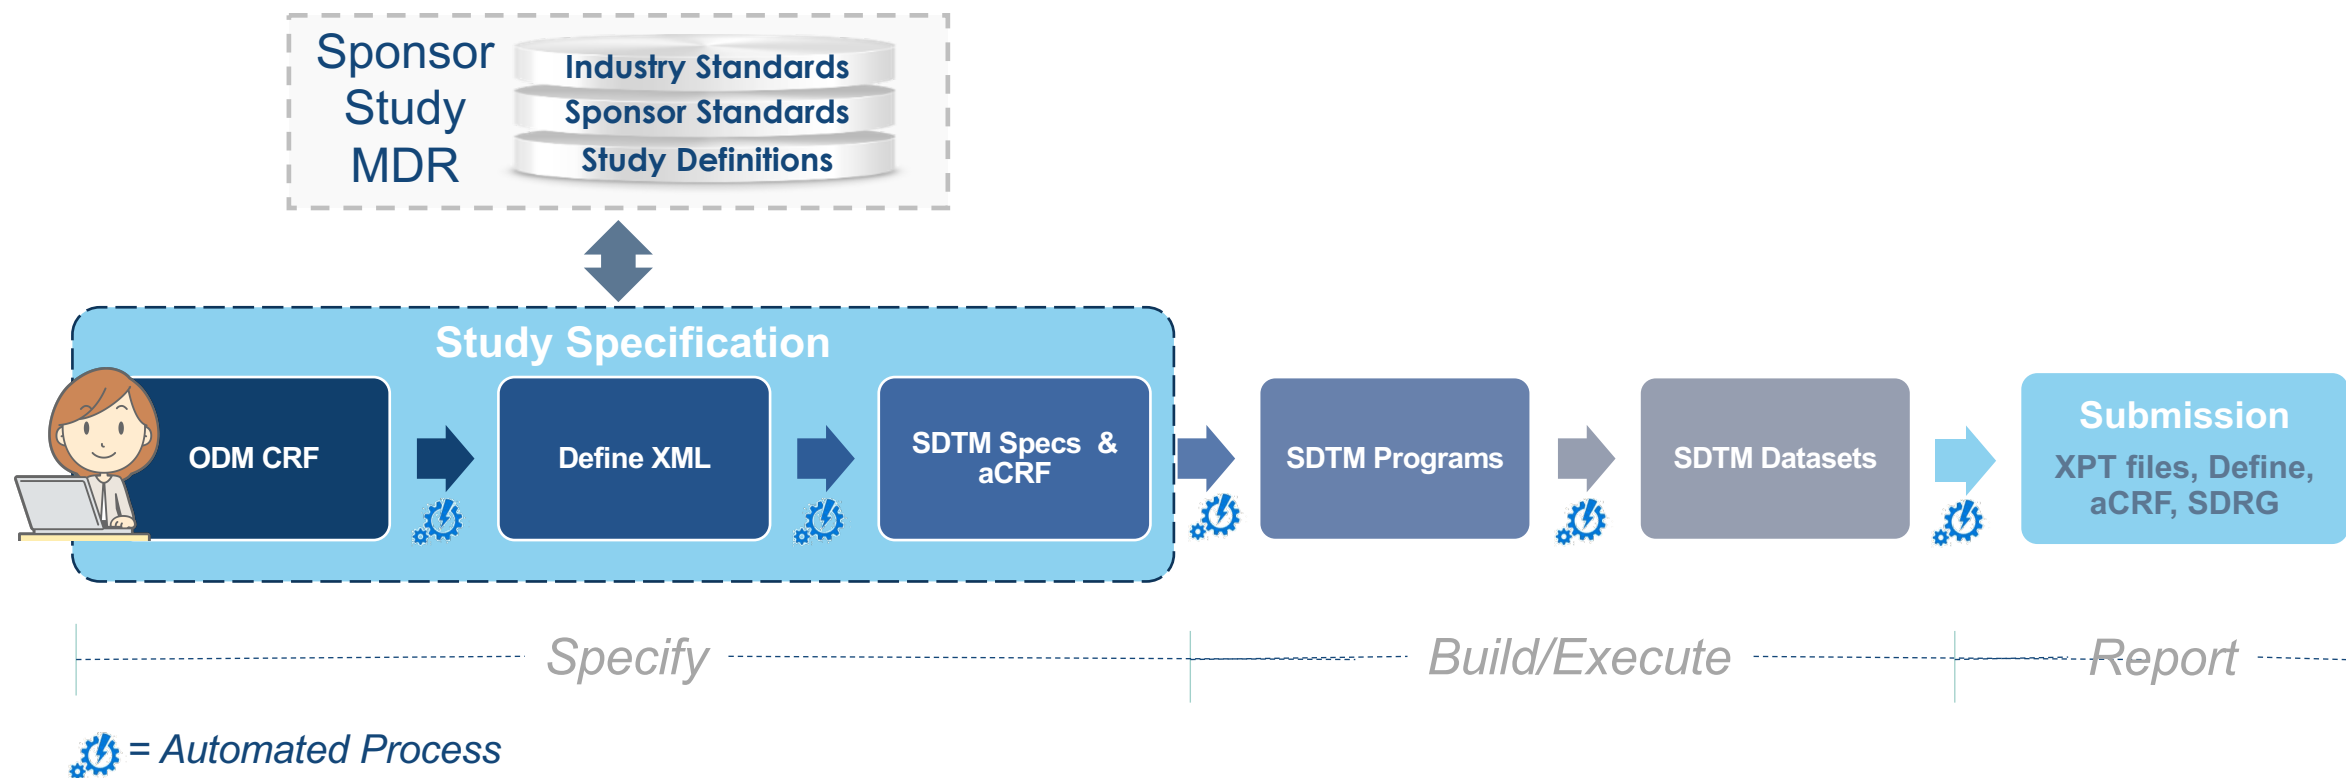 Sponsor
Study
MDR
Industry Standards
Sponsor Standards
Study Definitions
Study Specification
ODM CRF
Define XML
SDTM Specs & aCRF
SDTM Programs
SDTM Datasets
Submission
XPT files, Define,
aCRF, SDRG
Specify
Build/Execute
Report
= Automated Process